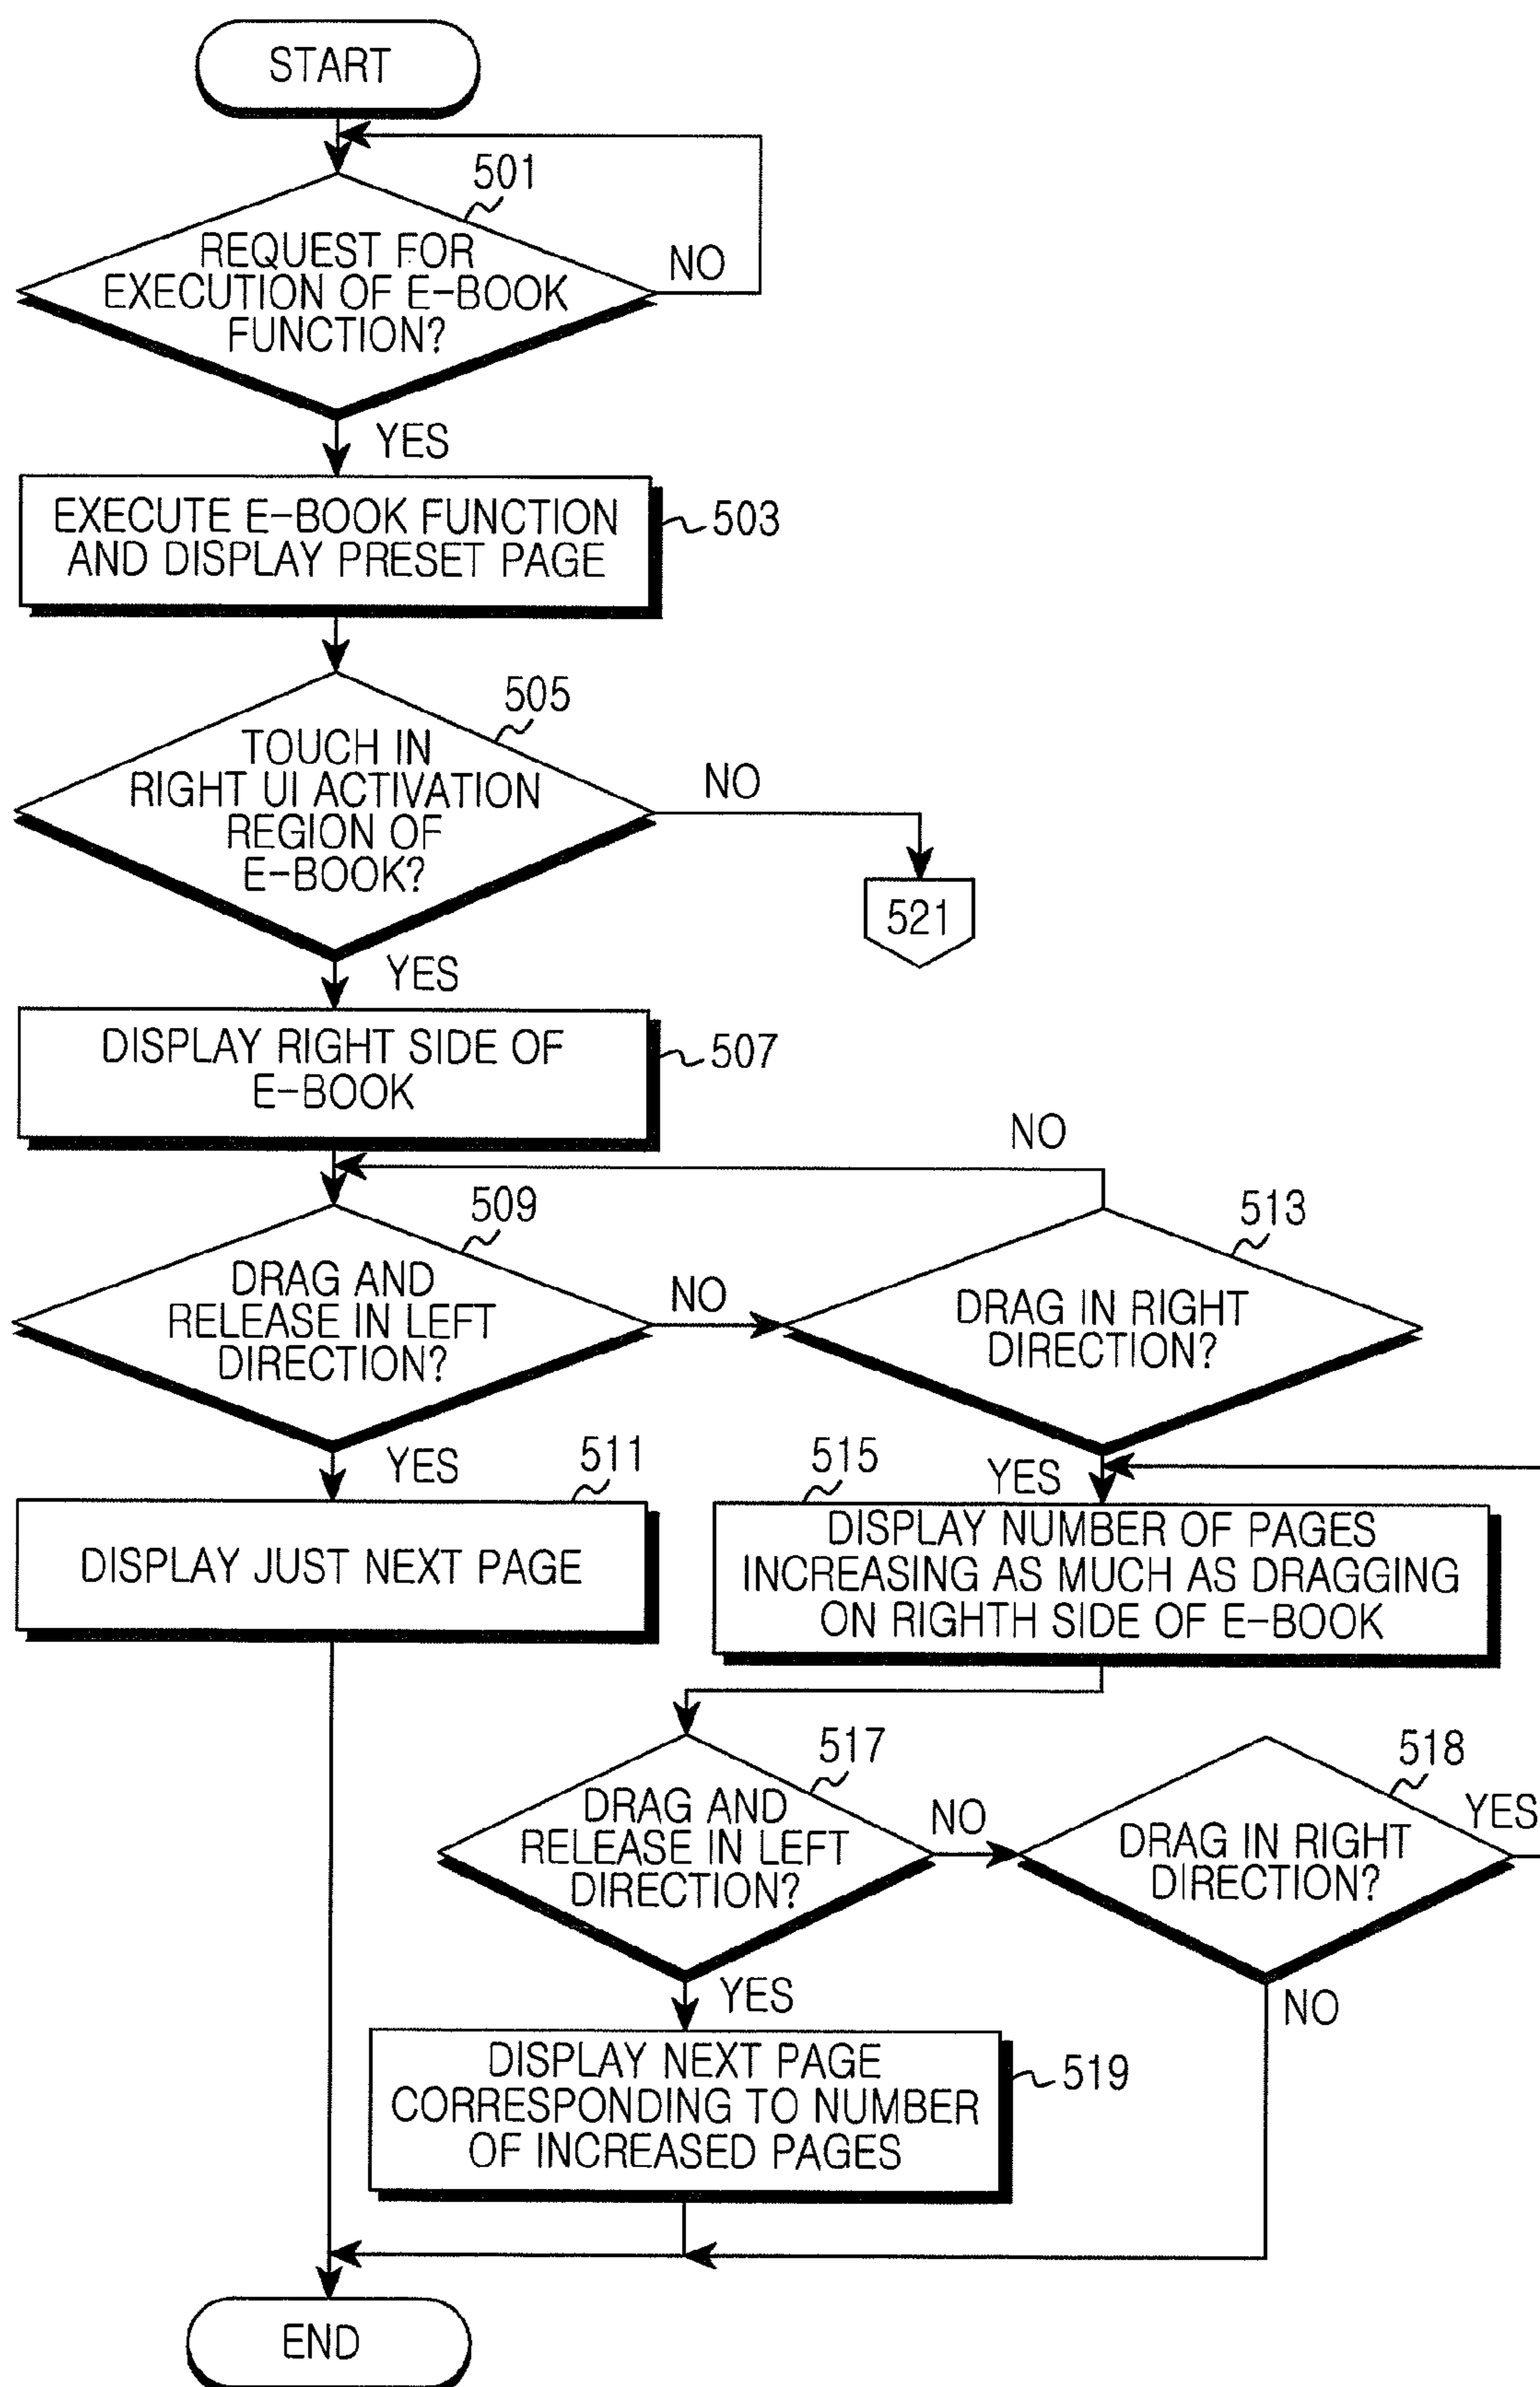 START
501
REQUEST FOR
EXECUTION OF E-BOOK
FUNCTION?
NO
YES
EXECUTE E-BOOK FUNCTION
AND DISPLAY PRESET PAGE
503
505
TOUCH IN
RIGHT UI ACTIVATION
REGION OF
E-BOOK?
NO
521
YES
DISPLAY RIGHT SIDE OF
E-BOOK
507
NO
509
DRAG AND
RELEASE IN LEFT
DIRECTION?
NO
513
DRAG IN RIGHT
DIRECTION?
YES
511
DISPLAY JUST NEXT PAGE
515
YES
DISPLAY NUMBER OF PAGES
INCREASING AS MUCH AS DRAGGING
ON RIGHTH SIDE OF E-BOOK
517
DRAG AND
RELEASE IN LEFT
DIRECTION?
NO
518
YES
DRAG IN RIGHT
DIRECTION?
YES
NO
DISPLAY NEXT PAGE
CORRESPONDING TO NUMBER
OF INCREASED PAGES
519
END